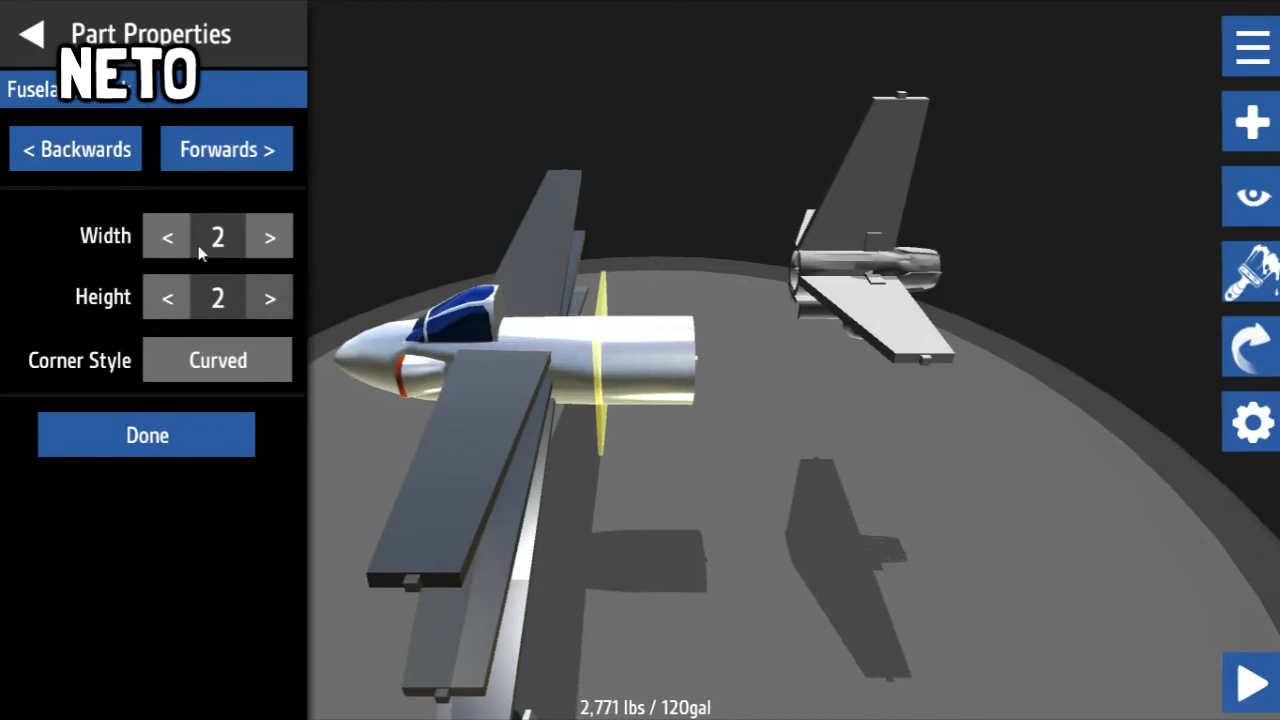 Part Properties
NETO
Fusela
< Backwards
Forwards >
Width < 2 >
Height < 2 >
Corner Style Curved
Done
2,771 lbs / 120gal